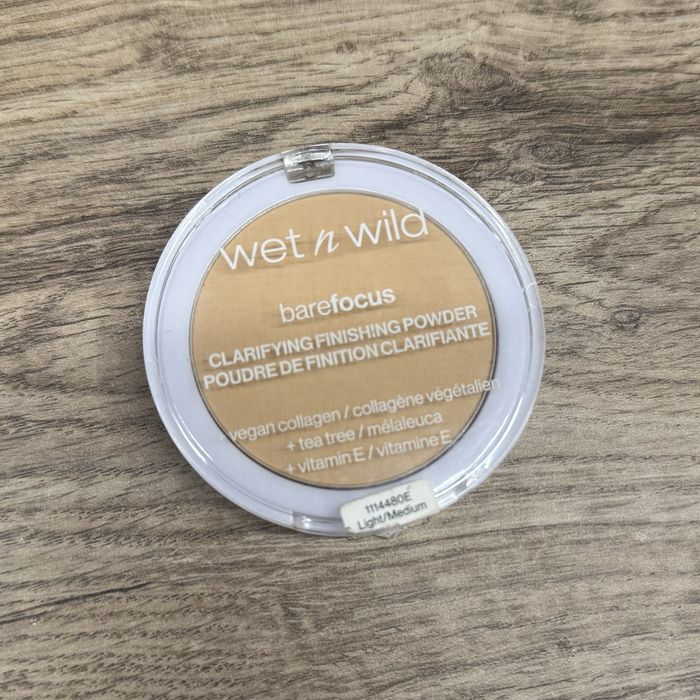 wet n wild
barefocus
CLARIFYING FINISHING POWDER
POUDRE DE FINITION CLARIFIANTE
vegan collagen / collagène végétalien
+ tea tree / mélaleuca
+ vitamin E / vitamine E
1114480E
Light/Medium